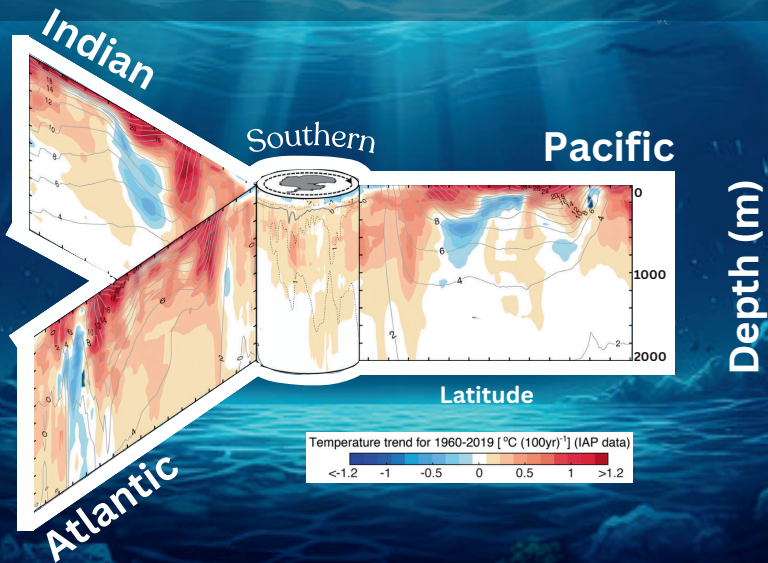 Indian
Southern
Pacific
0
1000
2000
Depth (m)
Latitude
Atlantic
Temperature trend for 1960-2019 [ °C (100yr)⁻¹] (IAP data)
<-1.2 -1 -0.5 0 0.5 1 >1.2